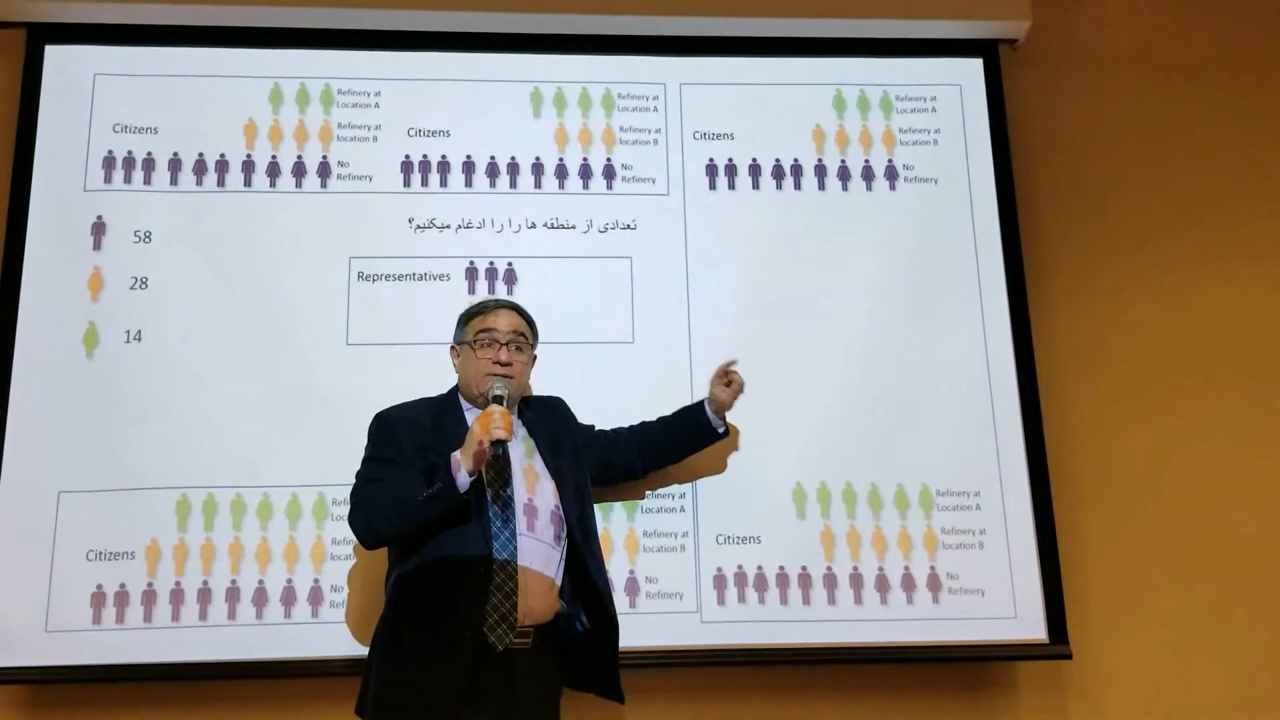 Refinery at
Location A
Citizens
Refinery at
location B
No
Refinery
Refinery at
Location A
Citizens
Refinery at
location B
No
Refinery
Refinery at
Location A
Citizens
Refinery at
location B
No
Refinery
58
28
14
تعدادی از منطقه ها را را ادغام میکنیم؟
Representatives
Citizens
No
Refinery at
Location A
Refinery at
location B
No
Refinery
Refinery at
Location A
Citizens
Refinery at
location B
No
Refinery